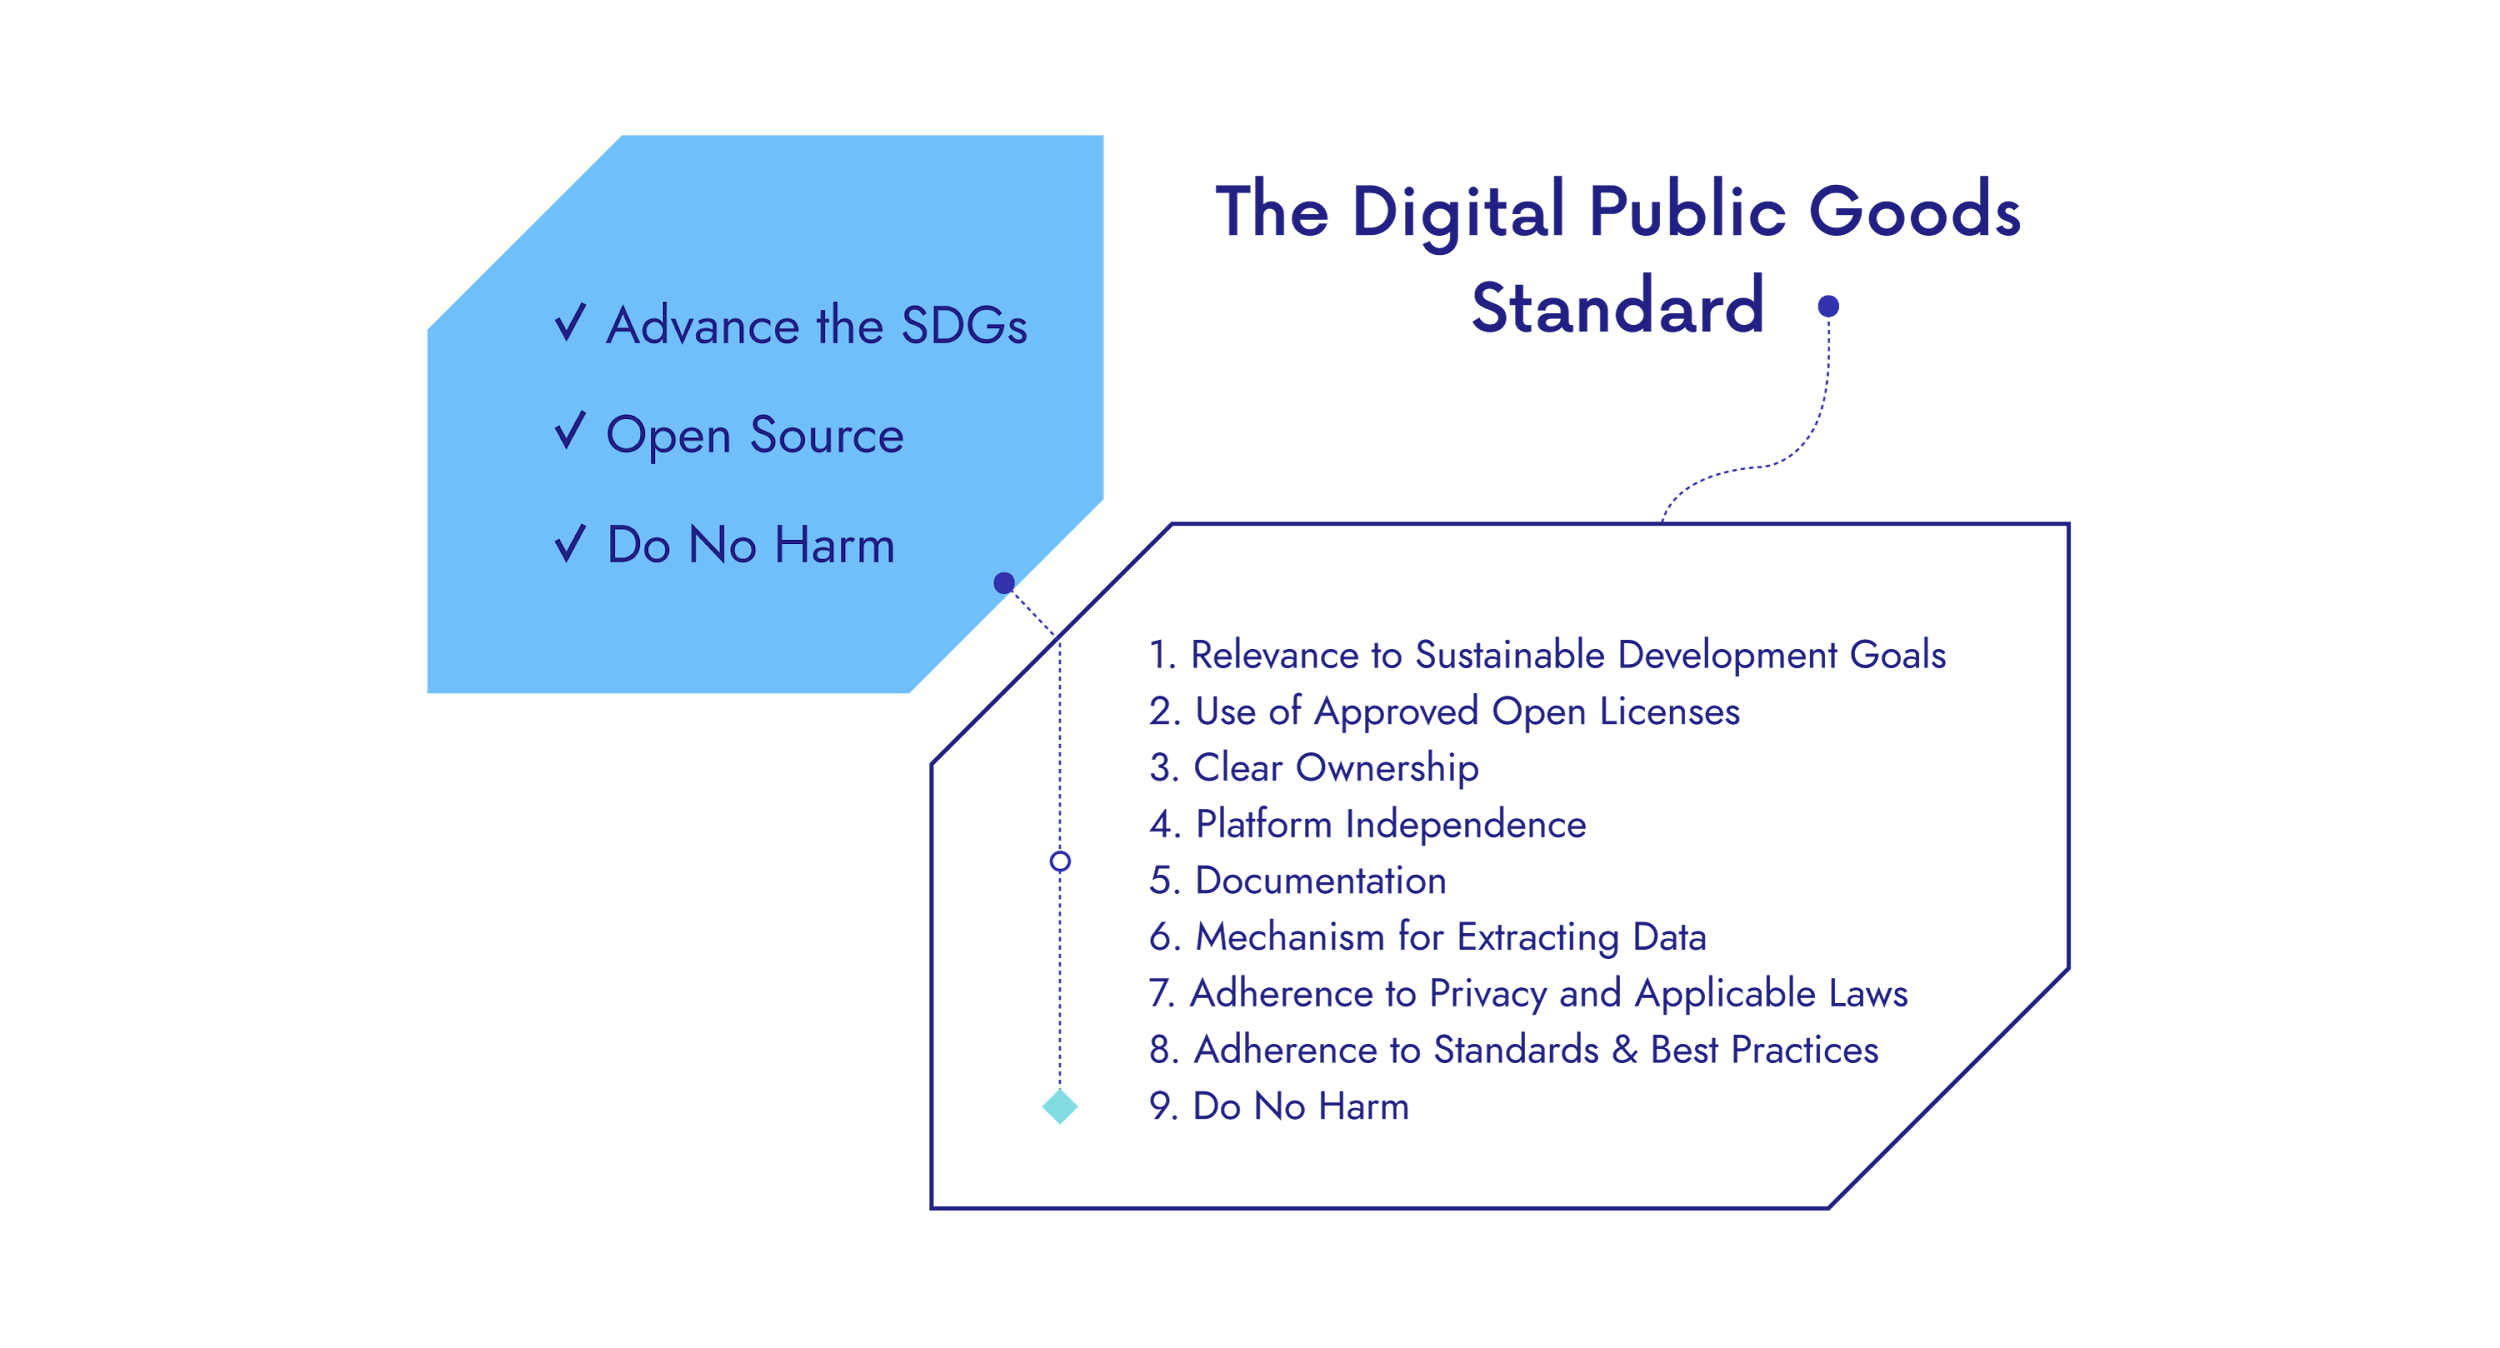 The Digital Public Goods
Standard
✓ Advance the SDGs
✓ Open Source
✓ Do No Harm
1. Relevance to Sustainable Development Goals
2. Use of Approved Open Licenses
3. Clear Ownership
4. Platform Independence
5. Documentation
6. Mechanism for Extracting Data
7. Adherence to Privacy and Applicable Laws
8. Adherence to Standards & Best Practices
9. Do No Harm